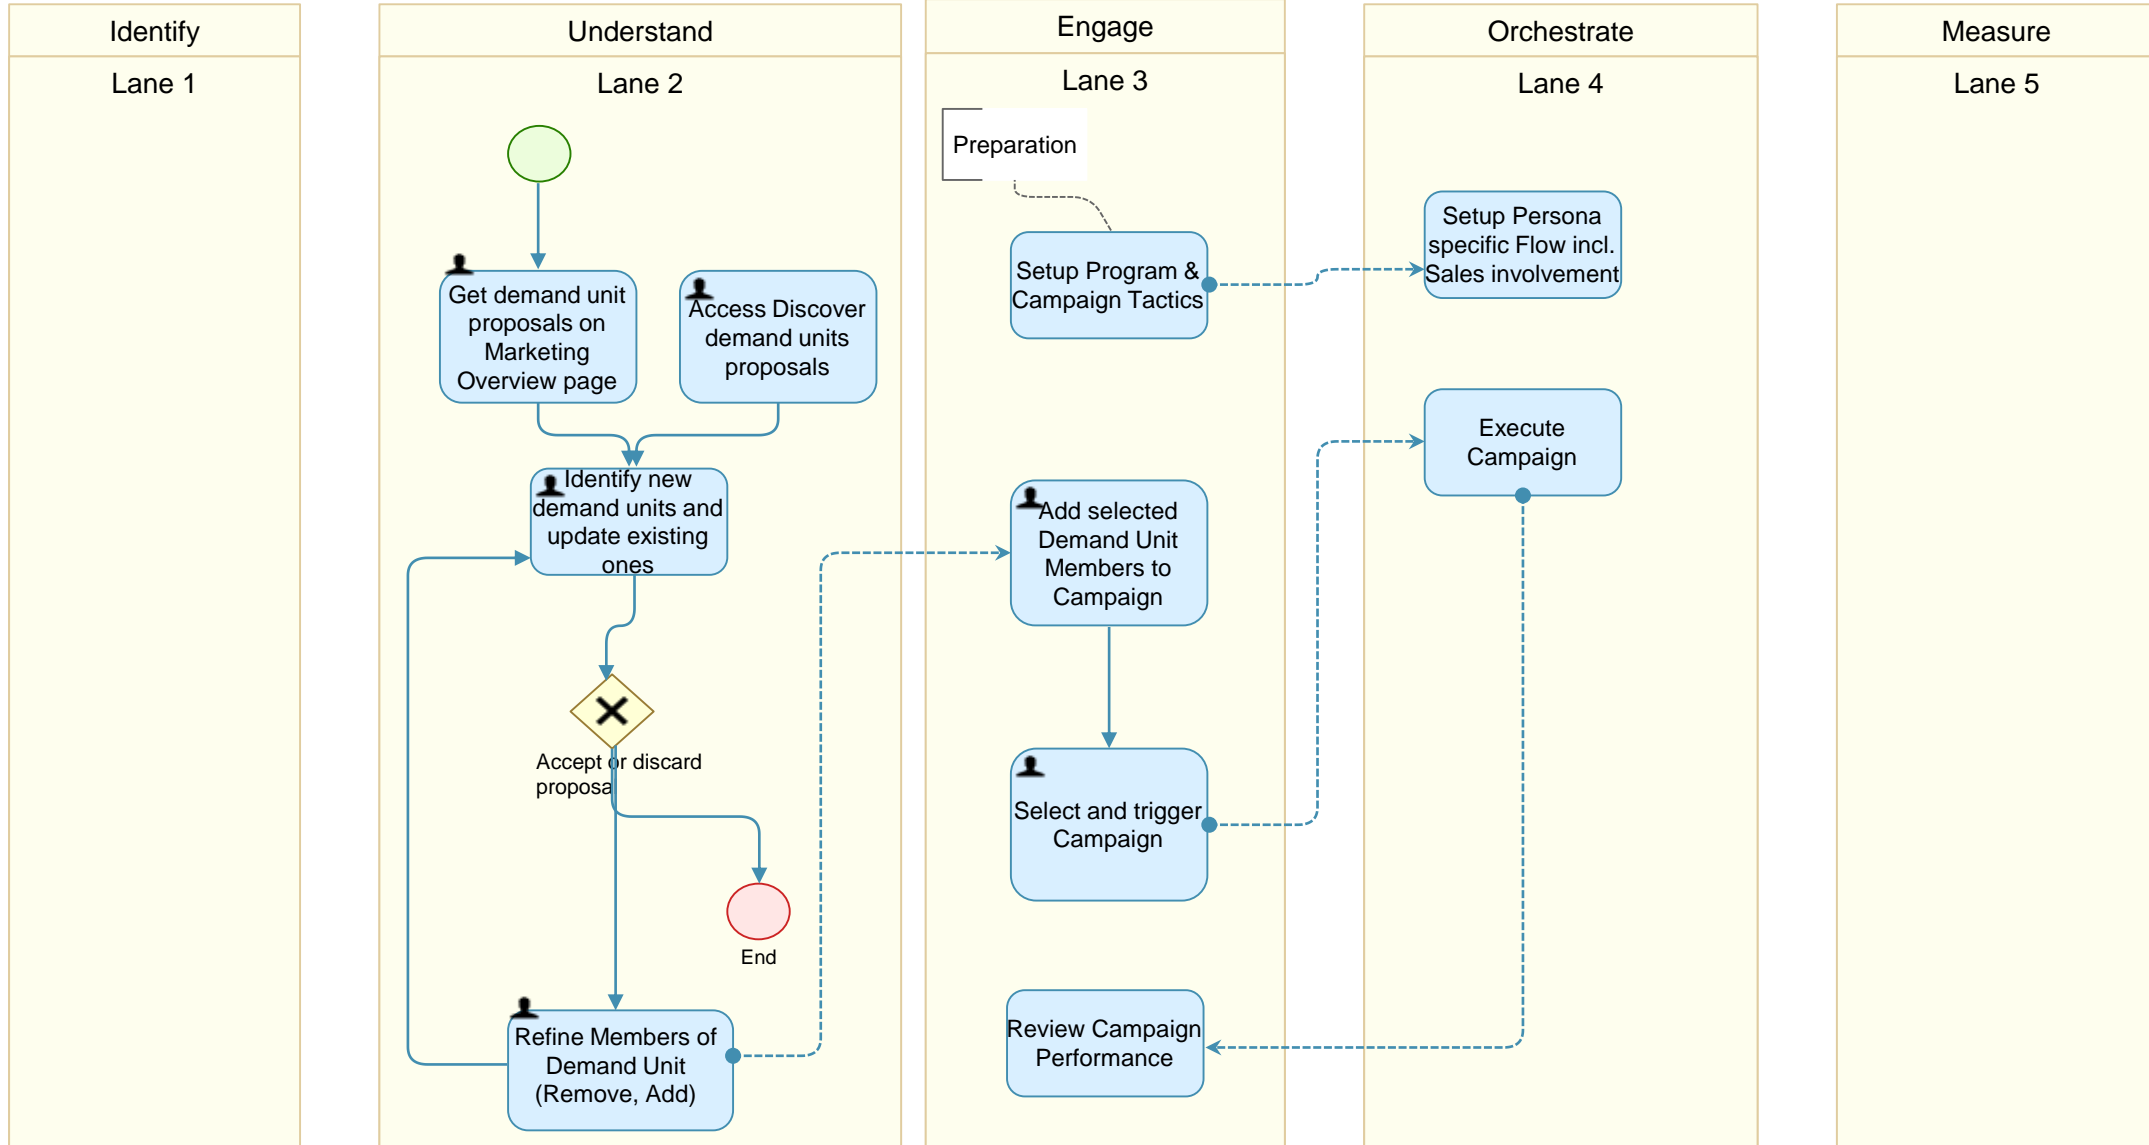 Identify
Lane 1
Understand
Lane 2
Get demand unit
proposals on
Marketing
Overview page
Access Discover
demand units
proposals
Identify new
demand units and
update existing
ones
Accept or discard
proposal
End
Refine Members of
Demand Unit
(Remove, Add)
Engage
Lane 3
Preparation
Setup Program &
Campaign Tactics
Add selected
Demand Unit
Members to
Campaign
Select and trigger
Campaign
Review Campaign
Performance
Orchestrate
Lane 4
Setup Persona
specific Flow incl.
Sales involvement
Execute
Campaign
Measure
Lane 5